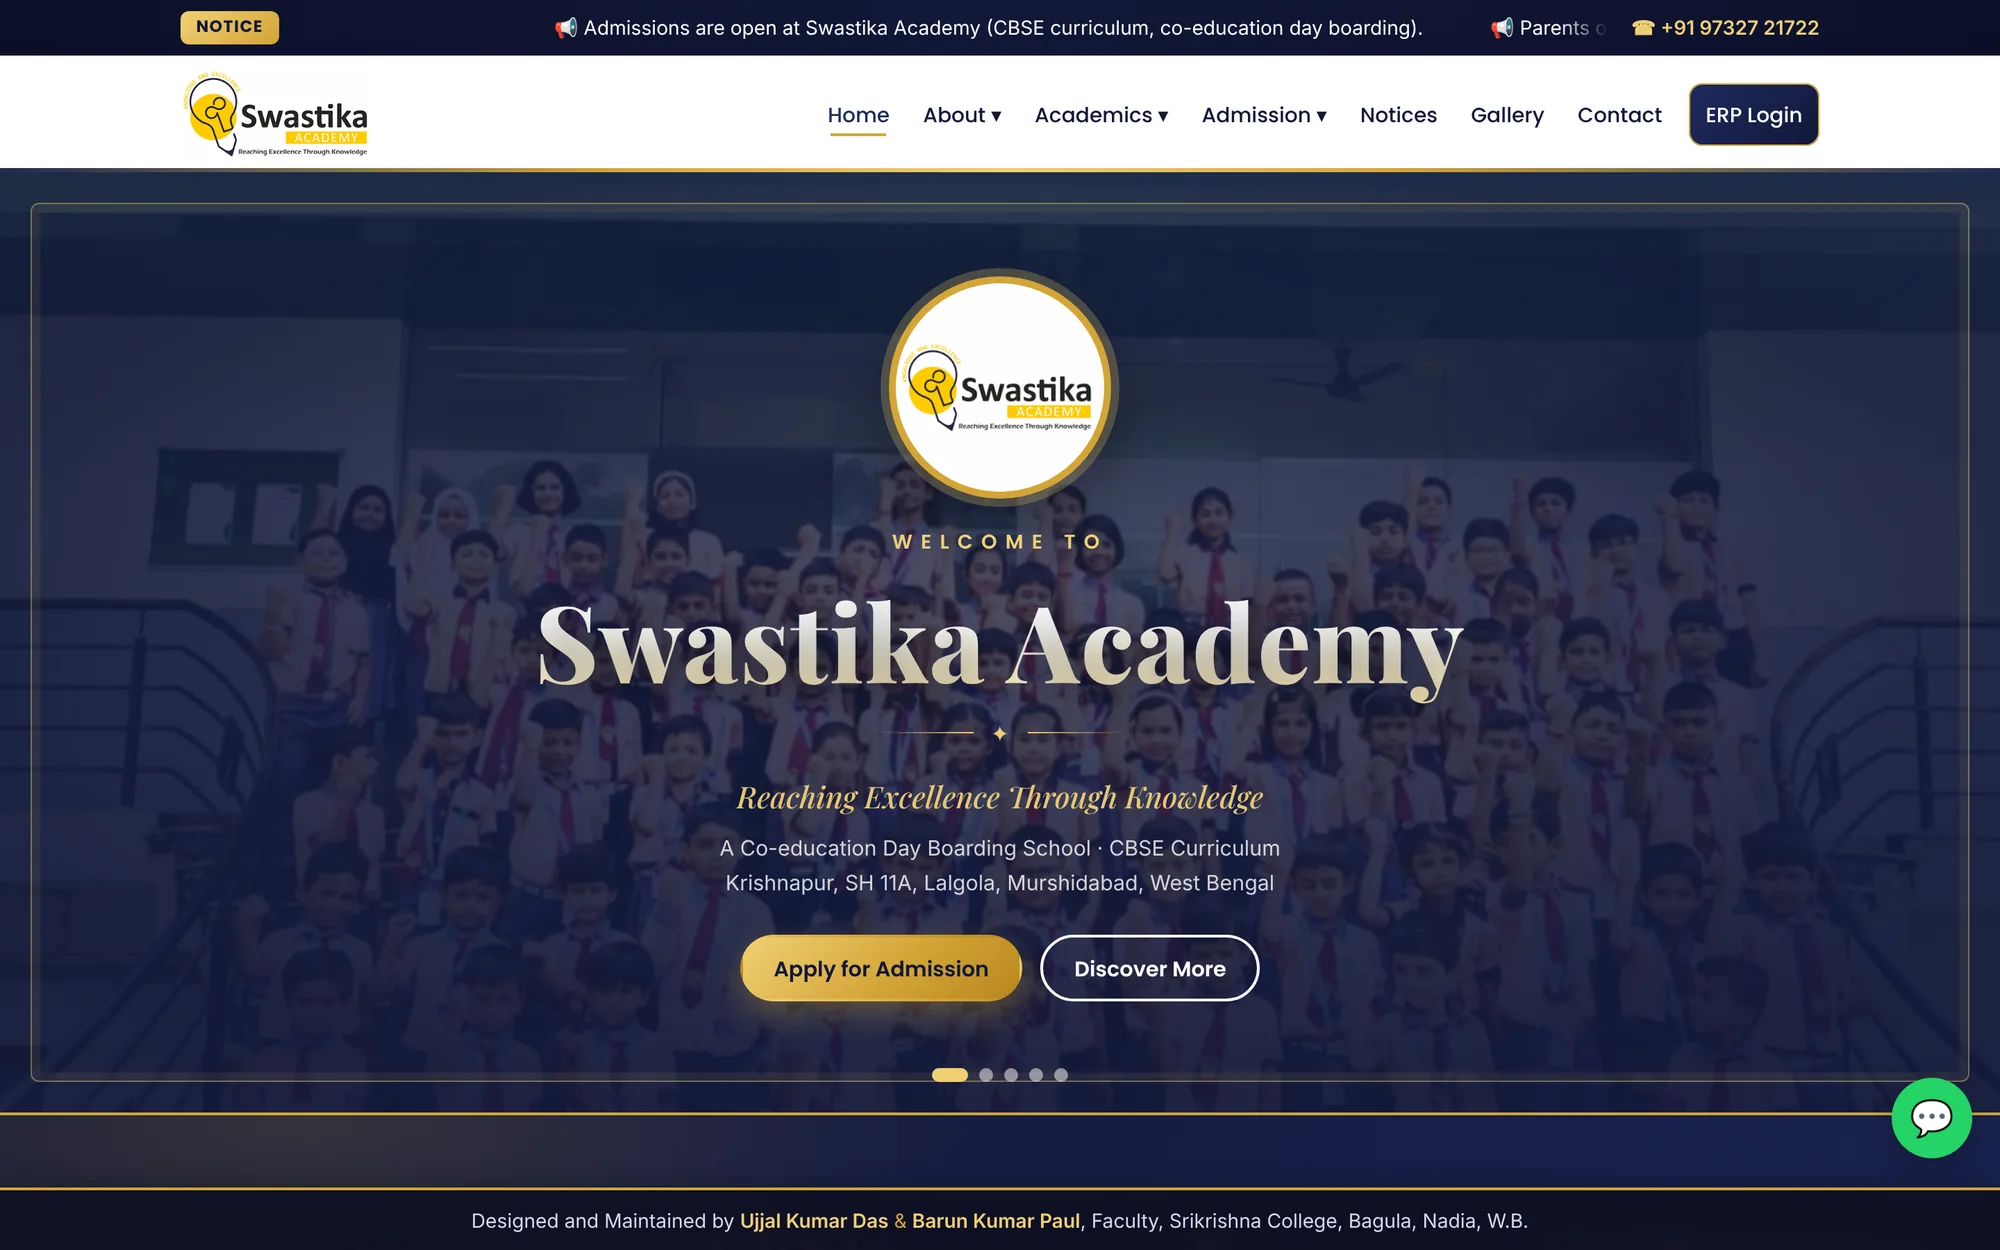 NOTICE
📢 Admissions are open at Swastika Academy (CBSE curriculum, co-education day boarding).
📢 Parents
☎ +91 97327 21722
KNOWLEDGE AND EXCELLENCE
Swastika
ACADEMY
Reaching Excellence Through Knowledge
Home
About ▾
Academics ▾
Admission ▾
Notices
Gallery
Contact
ERP Login
Swastika
ACADEMY
Reaching Excellence Through Knowledge
WELCOME TO
Swastika Academy
Reaching Excellence Through Knowledge
A Co-education Day Boarding School · CBSE Curriculum
Krishnapur, SH 11A, Lalgola, Murshidabad, West Bengal
Apply for Admission
Discover More
Designed and Maintained by Ujjal Kumar Das & Barun Kumar Paul, Faculty, Srikrishna College, Bagula, Nadia, W.B.